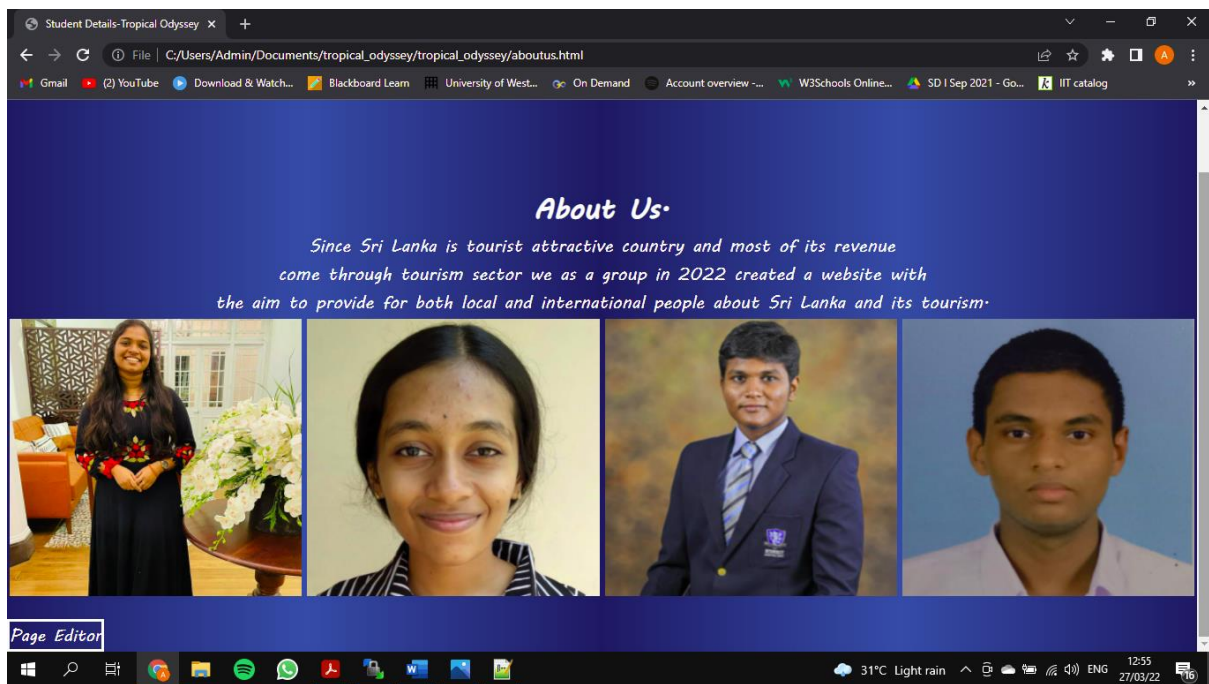 Student Details-Tropical Odyssey
File C:/Users/Admin/Documents/tropical_odyssey/tropical_odyssey/aboutus.html
Gmail (2) YouTube Download & Watch... Blackboard Learn University of West... On Demand Account overview -... W3Schools Online... SD I Sep 2021 - Go... IIT catalog »
About Us.
Since Sri Lanka is tourist attractive country and most of its revenue
come through tourism sector we as a group in 2022 created a website with
the aim to provide for both local and international people about Sri Lanka and its tourism.
Page Editor
31°C Light rain ENG 12:55
27/03/22 16